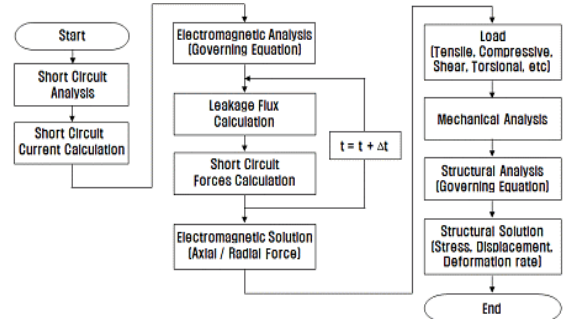 Start
Short Circuit
Analysis
Short Circuit
Current Calculation
Electromagnetic Analysis
(Governing Equation)
Leakage Flux
Calculation
Short Circuit
Forces Calculation
t = t + Δt
Electromagnetic Solution
(Axial / Radial Force)
Load
(Tensile, Compressive,
Shear, Torsional, etc)
Mechanical Analysis
Structural Analysis
(Governing Equation)
Structural Solution
(Stress, Displacement,
Deformation rate)
End